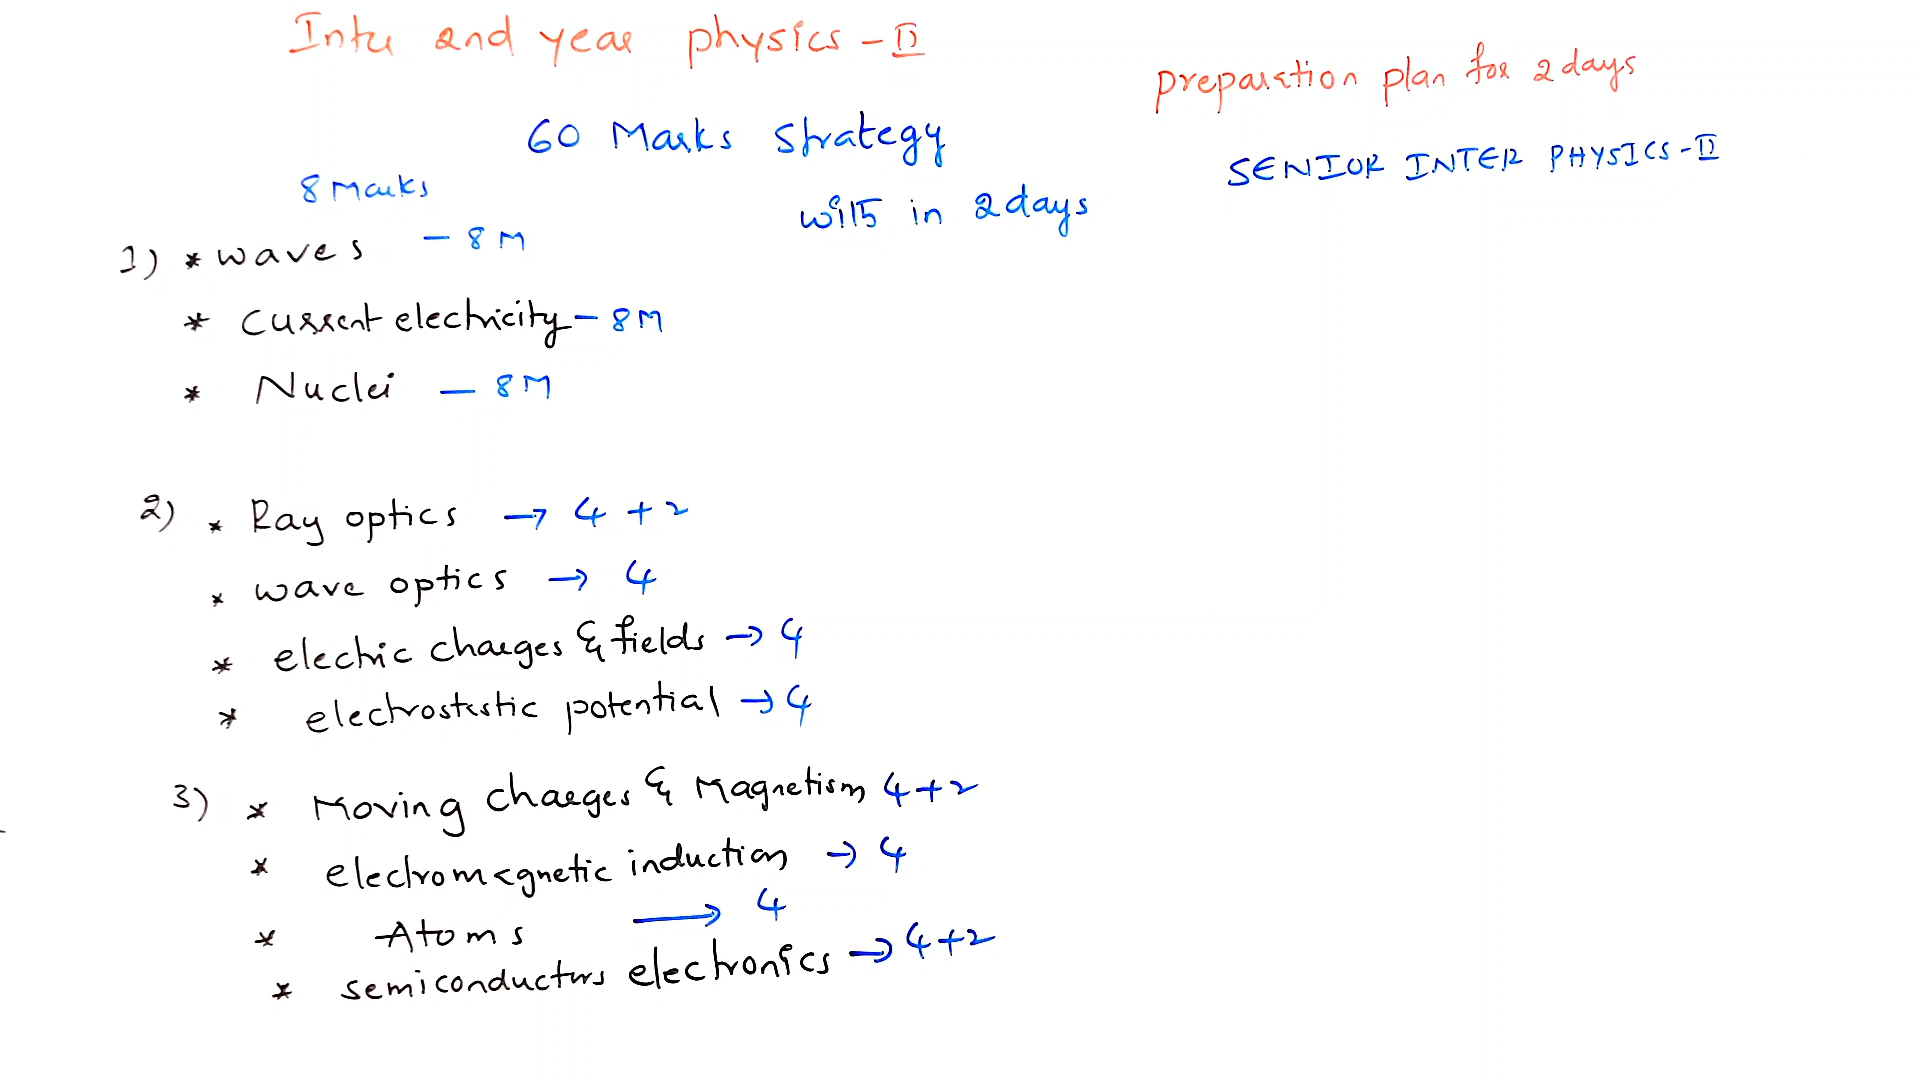 Inter 2nd year physics - II
preparation plan for 2 days
60 Marks Strategy
SENIOR INTER PHYSICS - II
8 Marks
in 2 days
1) * waves - 8 M
* Current electricity - 8M
* Nuclei - 8M
2) * Ray optics → 4 + 2
* wave optics → 4
* electric charges & fields → 4
* electrostatic potential → 4
3) * Moving charges & Magnetism 4+2
* electromagnetic induction → 4
* Atoms → 4
* semiconductors electronics → 4+2